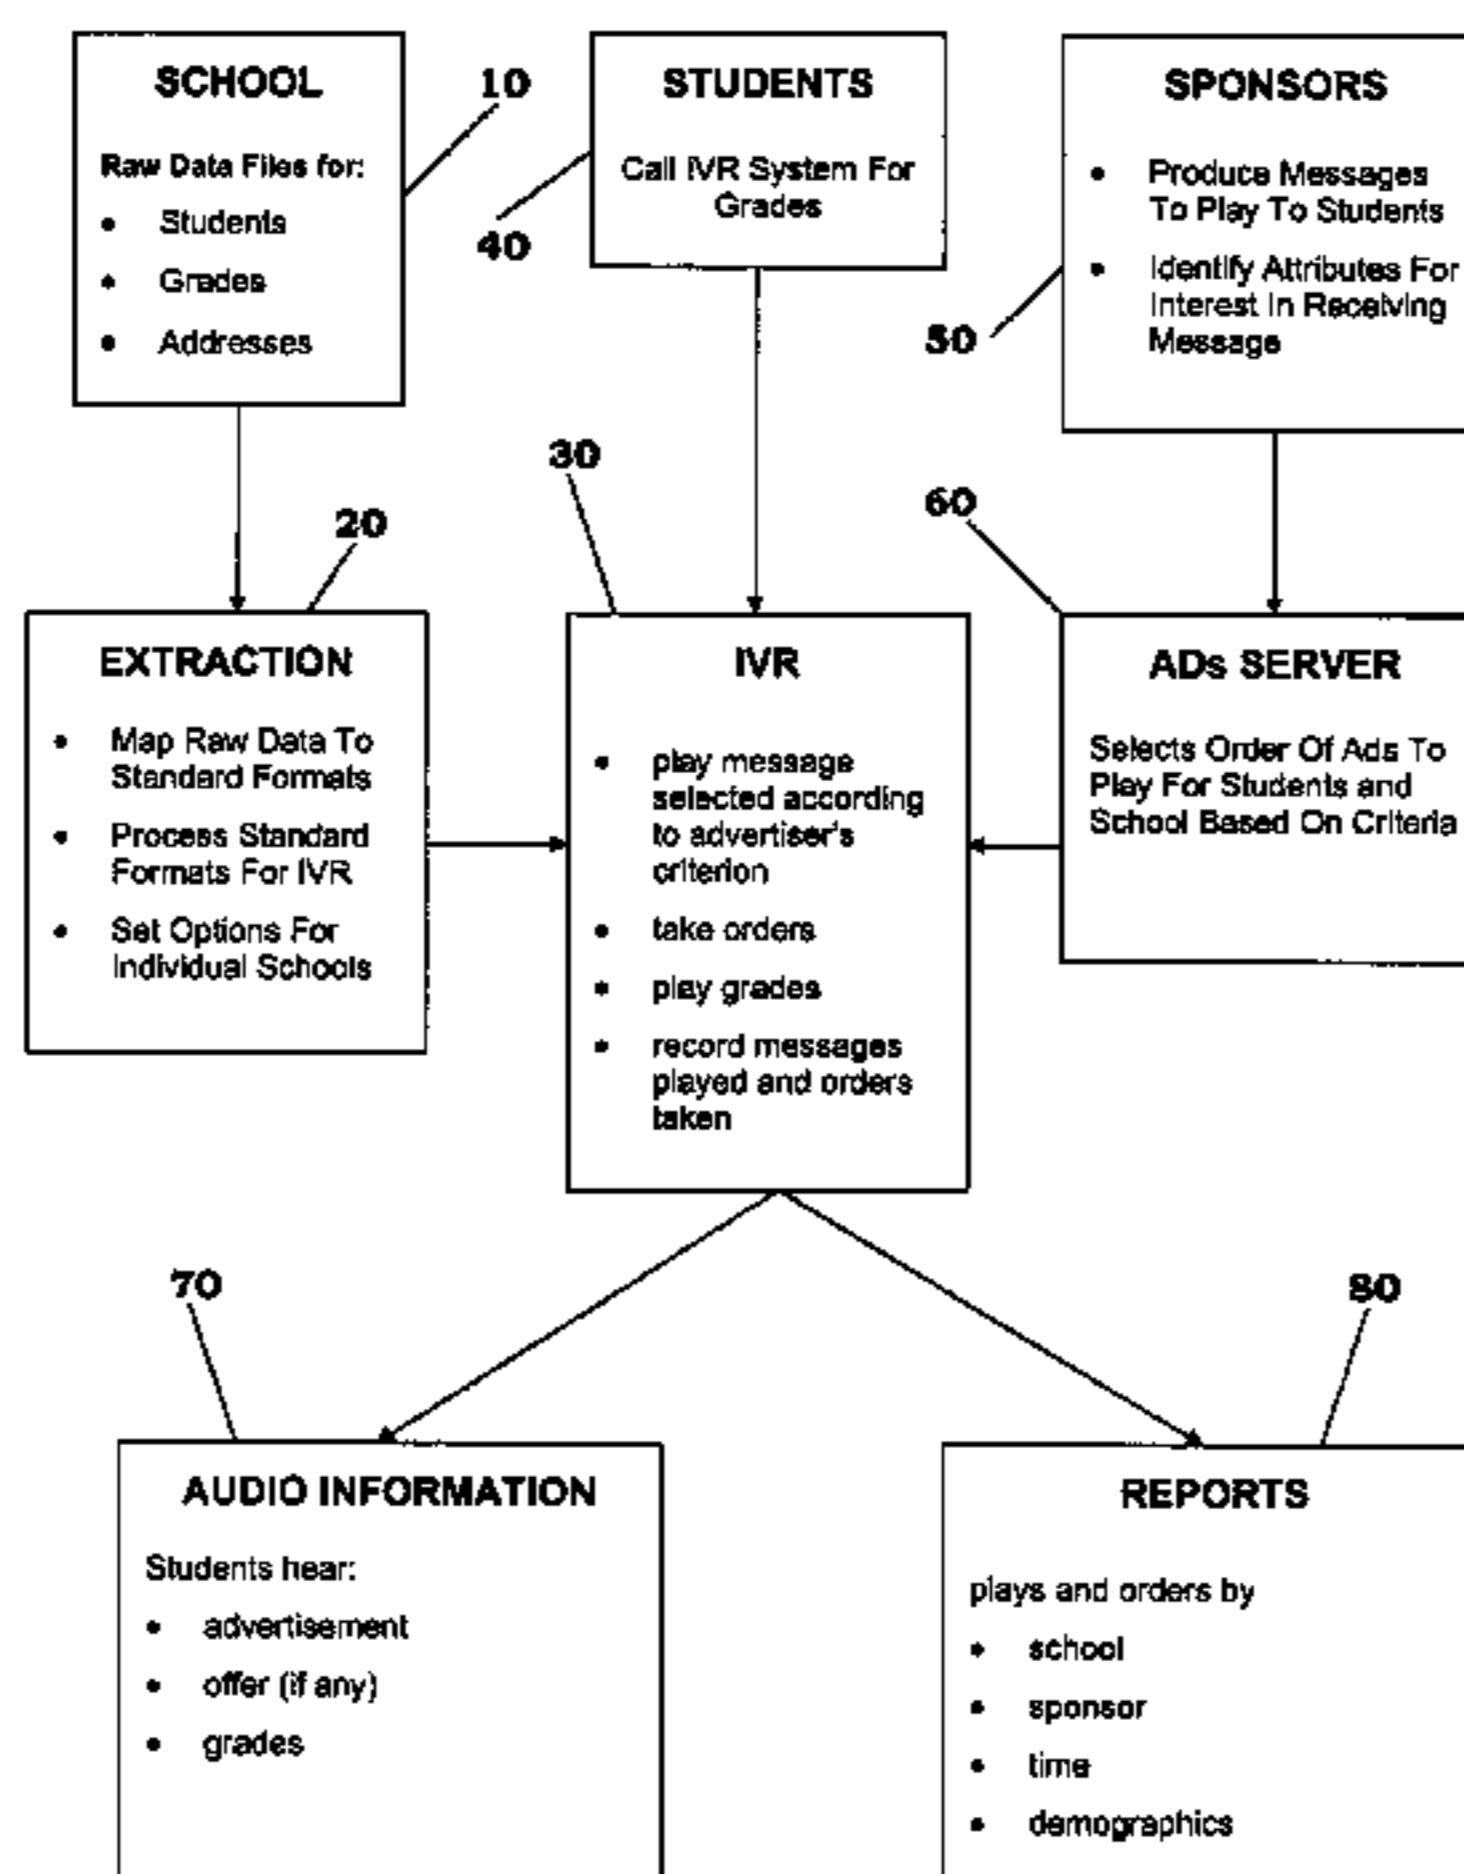 SCHOOL
Raw Data Files for:
• Students
• Grades
• Addresses
10
STUDENTS
Call IVR System For
Grades
40
SPONSORS
• Produce Messages
To Play To Students
• Identify Attributes For
Interest In Receiving
Message
50
20
EXTRACTION
• Map Raw Data To
Standard Formats
• Process Standard
Formats For IVR
• Set Options For
Individual Schools
30
IVR
• play message
selected according
to advertiser's
criterion
• take orders
• play grades
• record messages
played and orders
taken
60
ADs SERVER
Selects Order Of Ads To
Play For Students and
School Based On Criteria
70
AUDIO INFORMATION
Students hear:
• advertisement
• offer (if any)
• grades
80
REPORTS
plays and orders by
• school
• sponsor
• time
• demographics